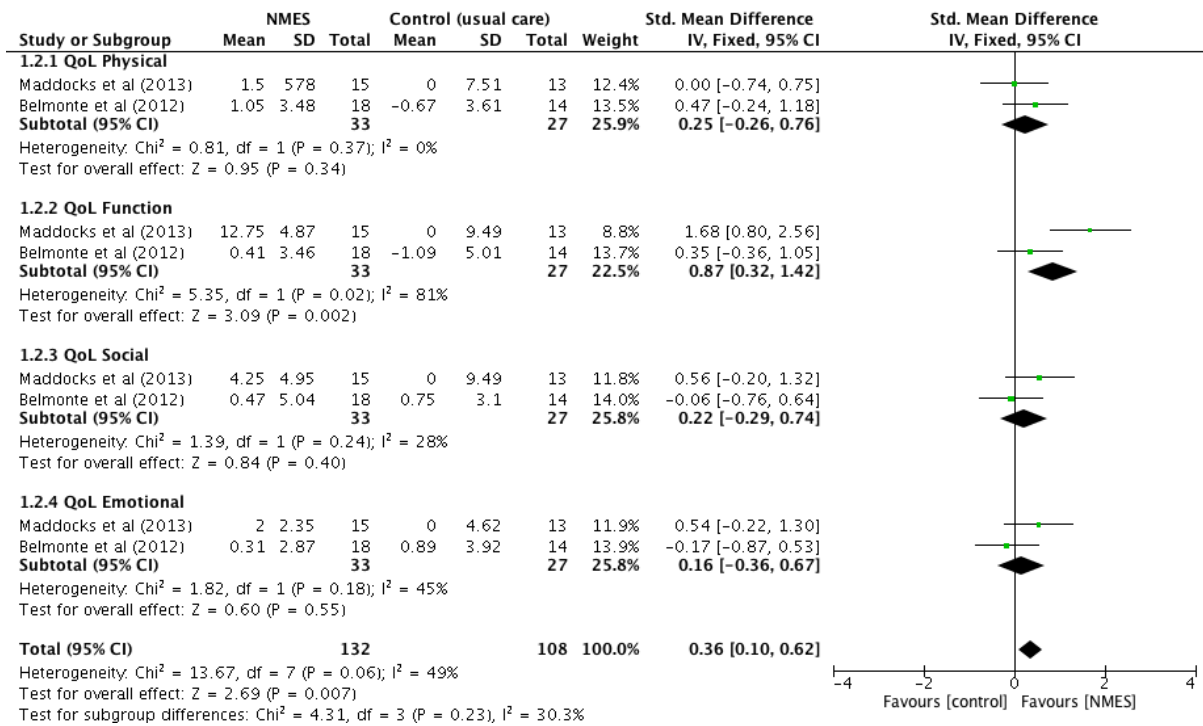 NMES Control (usual care) Std. Mean Difference Std. Mean Difference
Study or Subgroup Mean SD Total Mean SD Total Weight IV, Fixed, 95% CI IV, Fixed, 95% CI
1.2.1 QoL Physical
Maddocks et al (2013) 1.5 578 15 0 7.51 13 12.4% 0.00 [-0.74, 0.75]
Belmonte et al (2012) 1.05 3.48 18 -0.67 3.61 14 13.5% 0.47 [-0.24, 1.18]
Subtotal (95% CI) 33 27 25.9% 0.25 [-0.26, 0.76]
Heterogeneity: Chi² = 0.81, df = 1 (P = 0.37); I² = 0%
Test for overall effect: Z = 0.95 (P = 0.34)
1.2.2 QoL Function
Maddocks et al (2013) 12.75 4.87 15 0 9.49 13 8.8% 1.68 [0.80, 2.56]
Belmonte et al (2012) 0.41 3.46 18 -1.09 5.01 14 13.7% 0.35 [-0.36, 1.05]
Subtotal (95% CI) 33 27 22.5% 0.87 [0.32, 1.42]
Heterogeneity: Chi² = 5.35, df = 1 (P = 0.02); I² = 81%
Test for overall effect: Z = 3.09 (P = 0.002)
1.2.3 QoL Social
Maddocks et al (2013) 4.25 4.95 15 0 9.49 13 11.8% 0.56 [-0.20, 1.32]
Belmonte et al (2012) 0.47 5.04 18 0.75 3.1 14 14.0% -0.06 [-0.76, 0.64]
Subtotal (95% CI) 33 27 25.8% 0.22 [-0.29, 0.74]
Heterogeneity: Chi² = 1.39, df = 1 (P = 0.24); I² = 28%
Test for overall effect: Z = 0.84 (P = 0.40)
1.2.4 QoL Emotional
Maddocks et al (2013) 2 2.35 15 0 4.62 13 11.9% 0.54 [-0.22, 1.30]
Belmonte et al (2012) 0.31 2.87 18 0.89 3.92 14 13.9% -0.17 [-0.87, 0.53]
Subtotal (95% CI) 33 27 25.8% 0.16 [-0.36, 0.67]
Heterogeneity: Chi² = 1.82, df = 1 (P = 0.18); I² = 45%
Test for overall effect: Z = 0.60 (P = 0.55)
Total (95% CI) 132 108 100.0% 0.36 [0.10, 0.62]
Heterogeneity: Chi² = 13.67, df = 7 (P = 0.06); I² = 49%
Test for overall effect: Z = 2.69 (P = 0.007)
Test for subgroup differences: Chi² = 4.31, df = 3 (P = 0.23), I² = 30.3%
-4 -2 0 2 4
Favours [control] Favours [NMES]